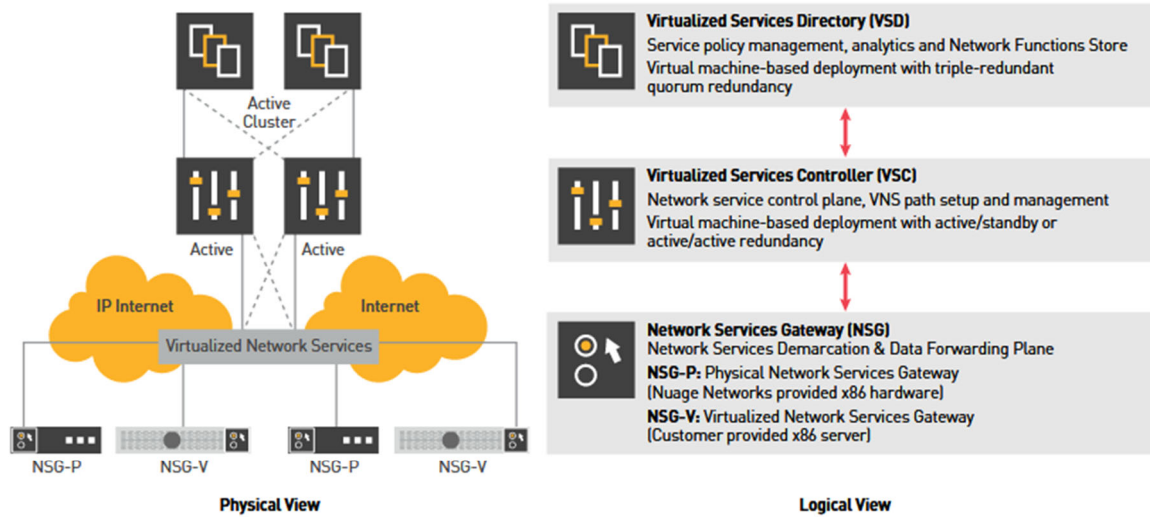 Active
Cluster
Active
Active
IP Internet
Internet
Virtualized Network Services
NSG-P
NSG-V
NSG-P
NSG-V
Physical View
Virtualized Services Directory (VSD)
Service policy management, analytics and Network Functions Store
Virtual machine-based deployment with triple-redundant
quorum redundancy
Virtualized Services Controller (VSC)
Network service control plane, VNS path setup and management
Virtual machine-based deployment with active/standby or
active/active redundancy
Network Services Gateway (NSG)
Network Services Demarcation & Data Forwarding Plane
NSG-P: Physical Network Services Gateway
(Nuage Networks provided x86 hardware)
NSG-V: Virtualized Network Services Gateway
(Customer provided x86 server)
Logical View